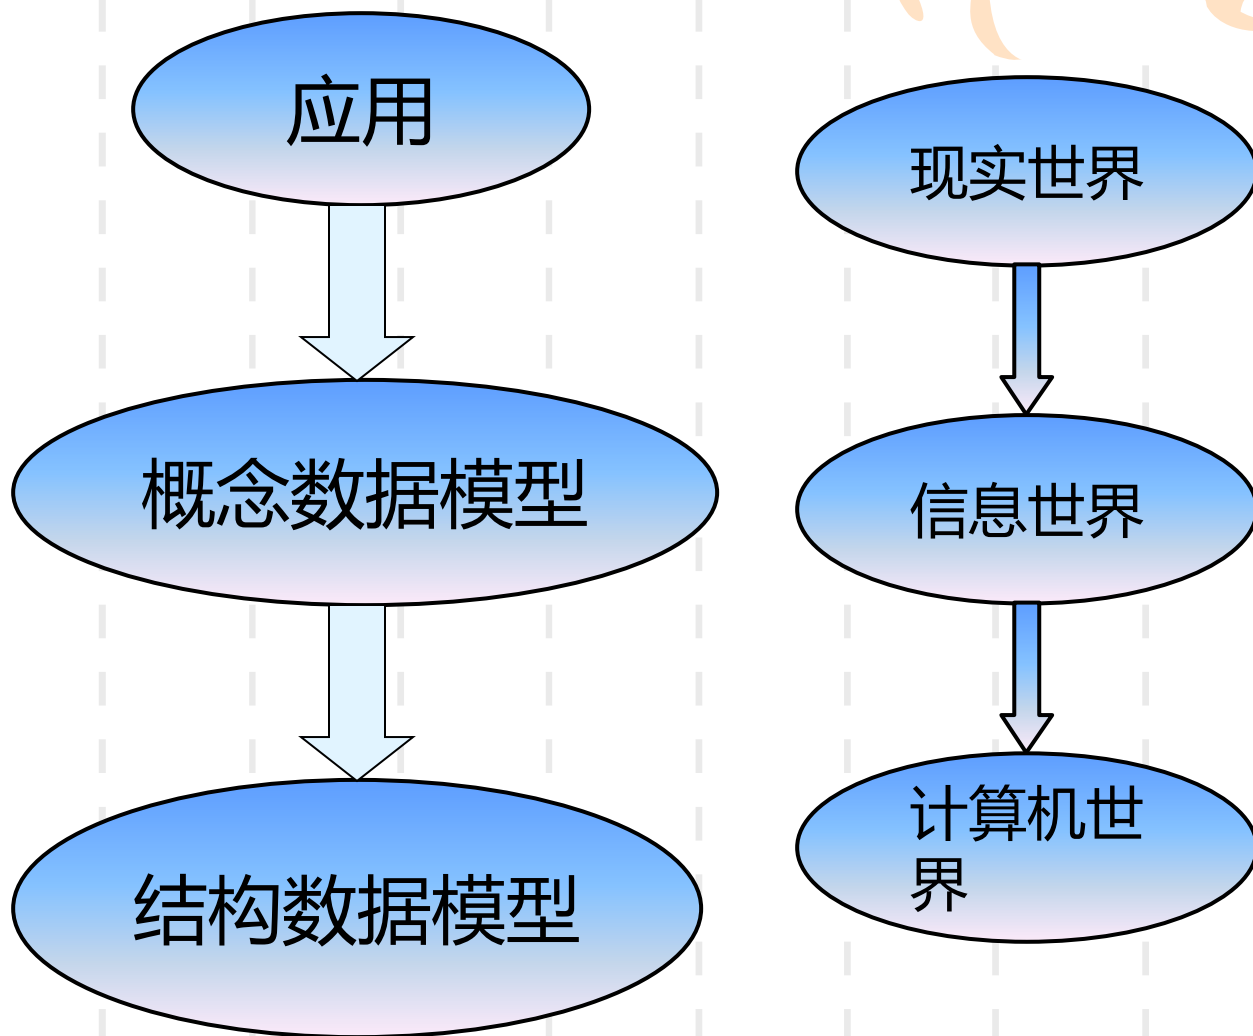 应用
概念数据模型
结构数据模型
现实世界
信息世界
计算机世
界